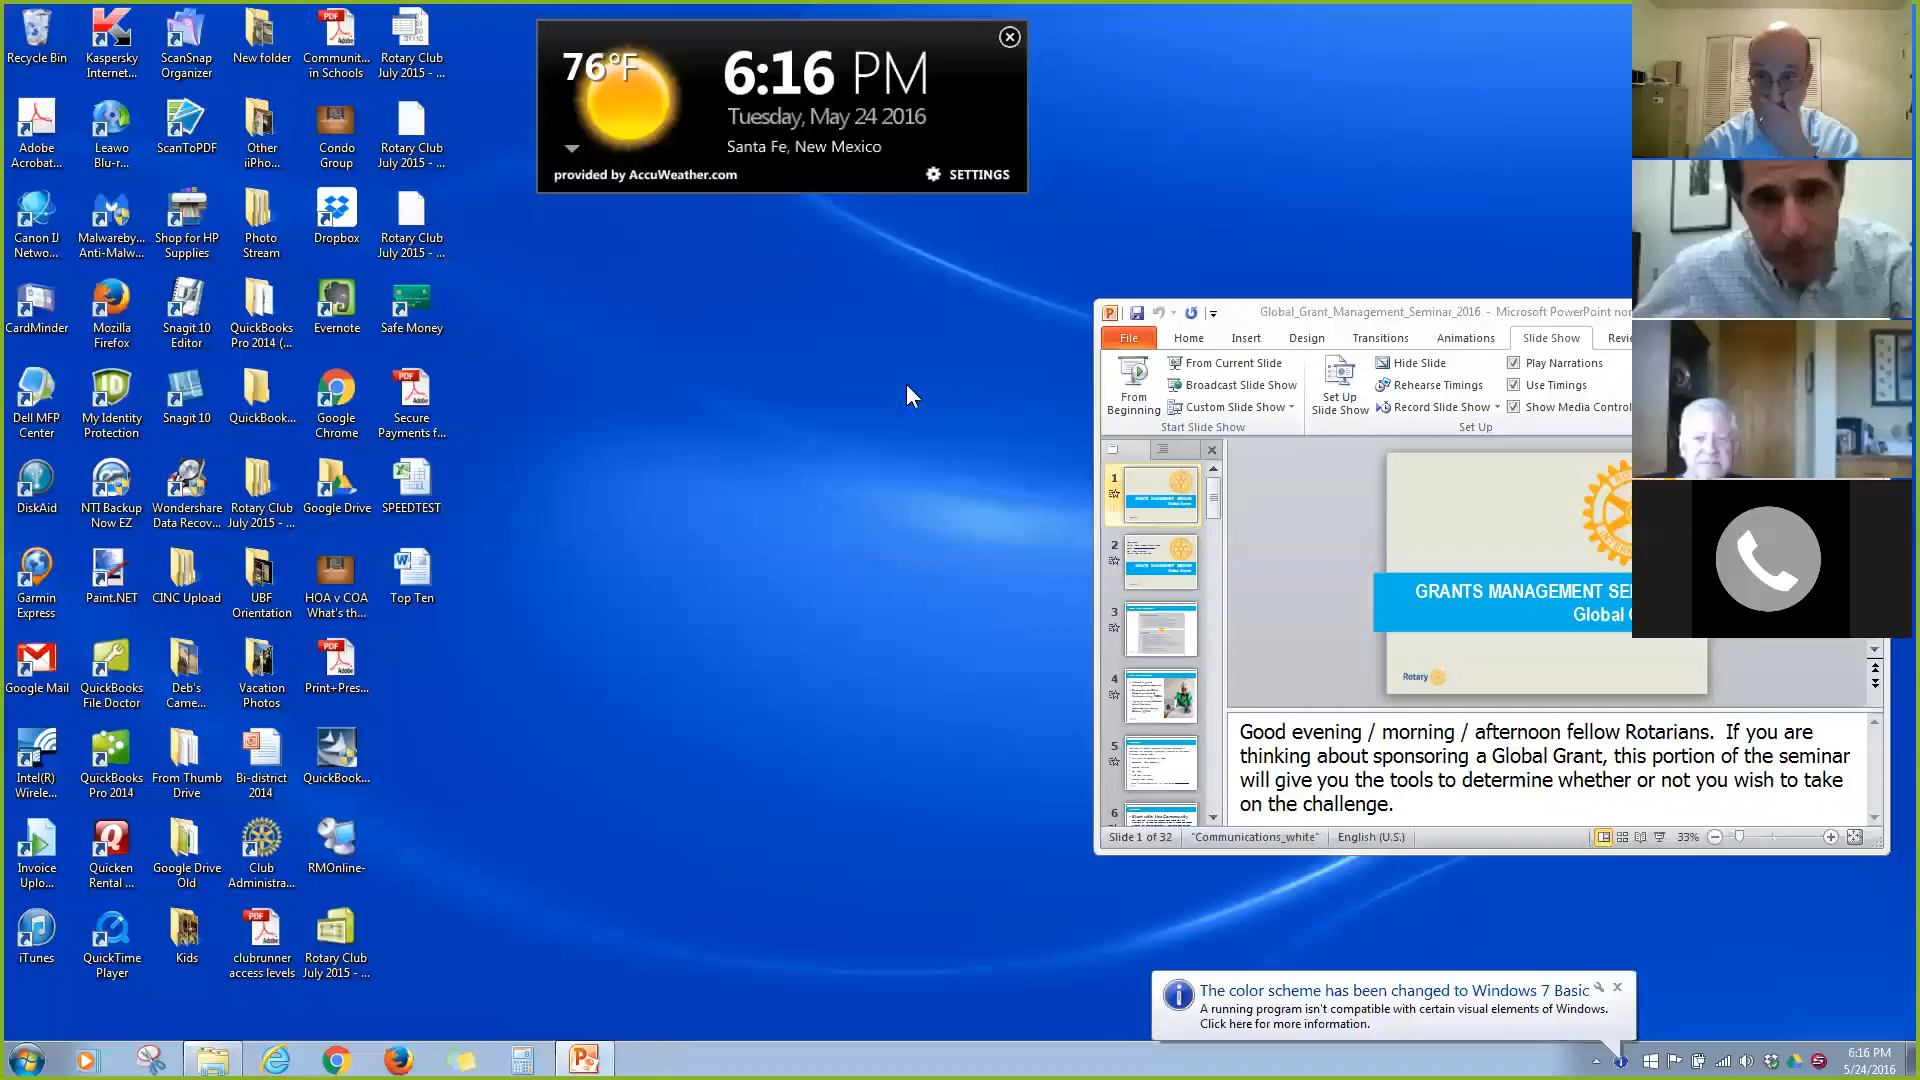 Recycle Bin
Kaspersky
Internet...
ScanSnap
Organizer
New folder
Communit...
in Schools
Rotary Club
July 2015 - ...
Adobe
Acrobat...
Leawo
Blu-r...
ScanToPDF
Other
iiPho...
Condo
Group
Rotary Club
July 2015 - ...
Canon IJ
Netwo...
Malwareby...
Anti-Malw...
Shop for HP
Supplies
Photo
Stream
Dropbox
Rotary Club
July 2015 - ...
CardMinder
Mozilla
Firefox
Snagit 10
Editor
QuickBooks
Pro 2014 (...
Evernote
Safe Money
Dell MFP
Center
My Identity
Protection
Snagit 10
QuickBook...
Google
Chrome
Secure
Payments f...
DiskAid
NTI Backup
Now EZ
Wondershare
Data Recov...
Rotary Club
July 2015 - ...
Google Drive
SPEEDTEST
Garmin
Express
Paint.NET
CINC Upload
UBF
Orientation
HOA v COA
What's th...
Top Ten
Google Mail
QuickBooks
File Doctor
Deb's
Came...
Vacation
Photos
Print+Pres...
Intel(R)
Wirele...
QuickBooks
Pro 2014
From Thumb
Drive
Bi-district
2014
QuickBook...
Invoice
Uplo...
Quicken
Rental ...
Google Drive
Old
Club
Administra...
RMOnline-
iTunes
QuickTime
Player
Kids
clubrunner
access levels
Rotary Club
July 2015 - ...
76°F
6:16 PM
Tuesday, May 24 2016
Santa Fe, New Mexico
provided by AccuWeather.com
SETTINGS
Global_Grant_Management_Seminar_2016 - Microsoft PowerPoint non
File Home Insert Design Transitions Animations Slide Show Revie
From
Beginning
From Current Slide
Broadcast Slide Show
Custom Slide Show
Start Slide Show
Set Up
Slide Show
Hide Slide
Rehearse Timings
Record Slide Show
Play Narrations
Use Timings
Show Media Control
Set Up
1
2
3
4
5
6
GRANTS MANAGEMENT SE
Global
Rotary
Good evening / morning / afternoon fellow Rotarians. If you are
thinking about sponsoring a Global Grant, this portion of the seminar
will give you the tools to determine whether or not you wish to take
on the challenge.
Slide 1 of 32 "Communications_white" English (U.S.) 33%
The color scheme has been changed to Windows 7 Basic
A running program isn't compatible with certain visual elements of Windows.
Click here for more information.
6:16 PM
5/24/2016